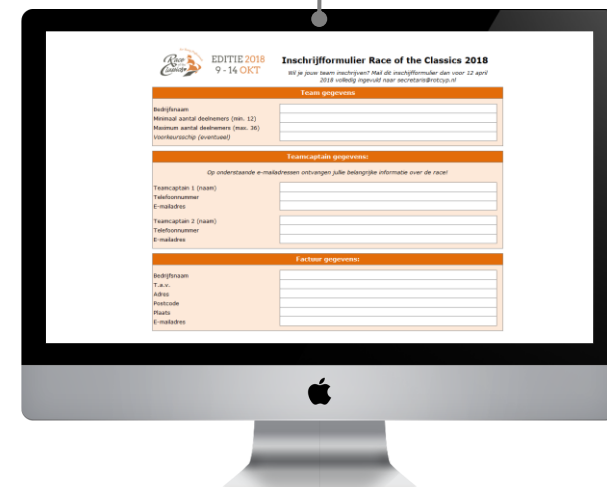 Race of the Classics
EDITIE 2018
9 - 14 OKT
Inschrijfformulier Race of the Classics 2018
Wil je jouw team inschrijven? Mail dit inschijfformulier dan voor 12 april
2018 volledig ingevuld naar secretaris@rotcyp.nl
Team gegevens
Bedrijfsnaam
Minimaal aantal deelnemers (min. 12)
Maximum aantal deelnemers (max. 36)
Voorkeursschip (eventueel)
Teamcaptain gegevens:
Op onderstaande e-mailadressen ontvangen jullie belangrijke informatie over de race!
Teamcaptain 1 (naam)
Telefoonnummer
E-mailadres
Teamcaptain 2 (naam)
Telefoonnummer
E-mailadres
Factuur gegevens:
Bedrijfsnaam
T.a.v.
Adres
Postcode
Plaats
E-mailadres